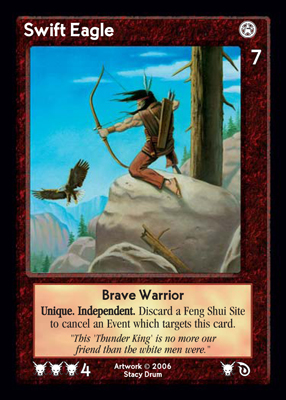 Swift Eagle
7
Brave Warrior
Unique. Independent. Discard a Feng Shui Site
to cancel an Event which targets this card.
"This 'Thunder King' is no more our
friend than the white men were."
4
Artwork © 2006
Stacy Drum